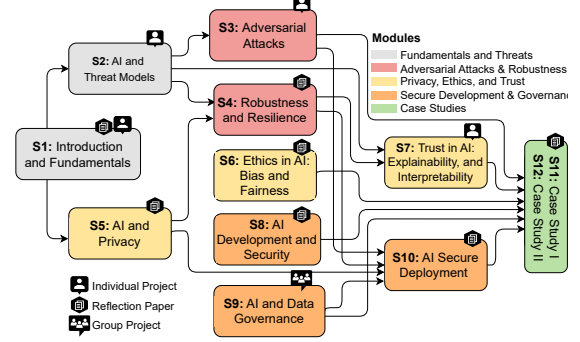 S3: Adversarial
Attacks
S2: AI and
Threat Models
S4: Robustness
and Resilience
S1: Introduction
and Fundamentals
S6: Ethics in AI:
Bias and
Fairness
S5: AI and
Privacy
S8: AI
Development and
Security
S9: AI and Data
Governance
S7: Trust in AI:
Explainability, and
Interpretability
S10: AI Secure
Deployment
S11: Case Study I
S12: Case Study II
Modules
Fundamentals and Threats
Adversarial Attacks & Robustness
Privacy, Ethics, and Trust
Secure Development & Governance
Case Studies
Individual Project
Reflection Paper
Group Project